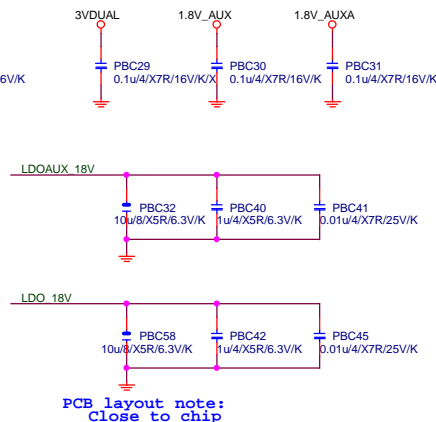 3VDUAL 1.8V_AUX 1.8V_AUXA
PBC29 PBC30 PBC31
6V/K 0.1u/4/X7R/16V/K/X 0.1u/4/X7R/16V/K 0.1u/4/X7R/16V/K
LDOAUX_18V
PBC32 PBC40 PBC41
10u/8/X5R/6.3V/K 1u/4/X5R/6.3V/K 0.01u/4/X7R/25V/K
LDO_18V
PBC58 PBC42 PBC45
10u/8/X5R/6.3V/K 1u/4/X5R/6.3V/K 0.01u/4/X7R/25V/K
PCB layout note:
Close to chip